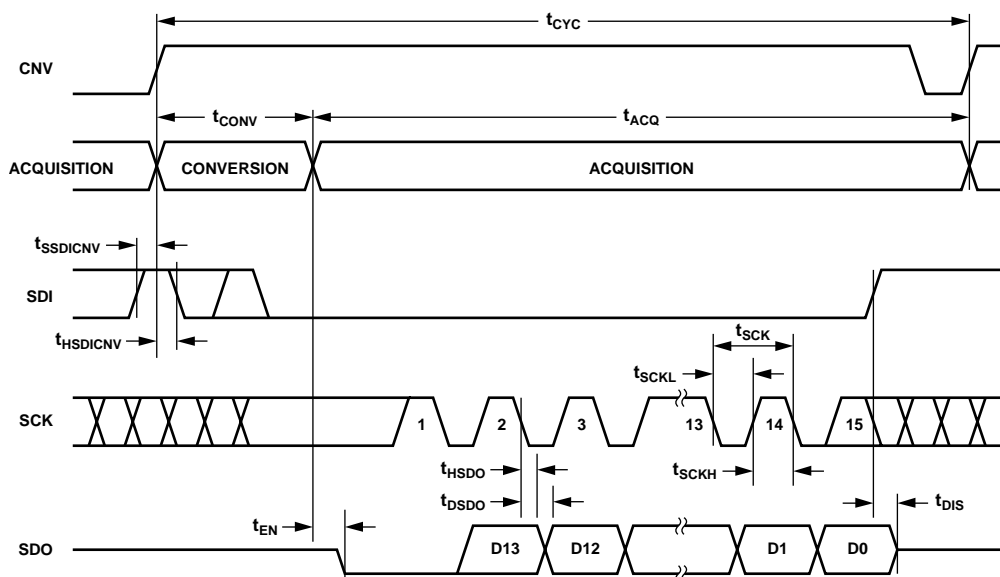 tCYC
CNV
tCONV
tACQ
ACQUISITION CONVERSION ACQUISITION
tSSDICNV
SDI
tHSDICNV
tSCK
tSCKL
SCK 1 2 3 13 14 15
tHSDO
tSCKH
tDSDO
tDIS
tEN
SDO D13 D12 D1 D0